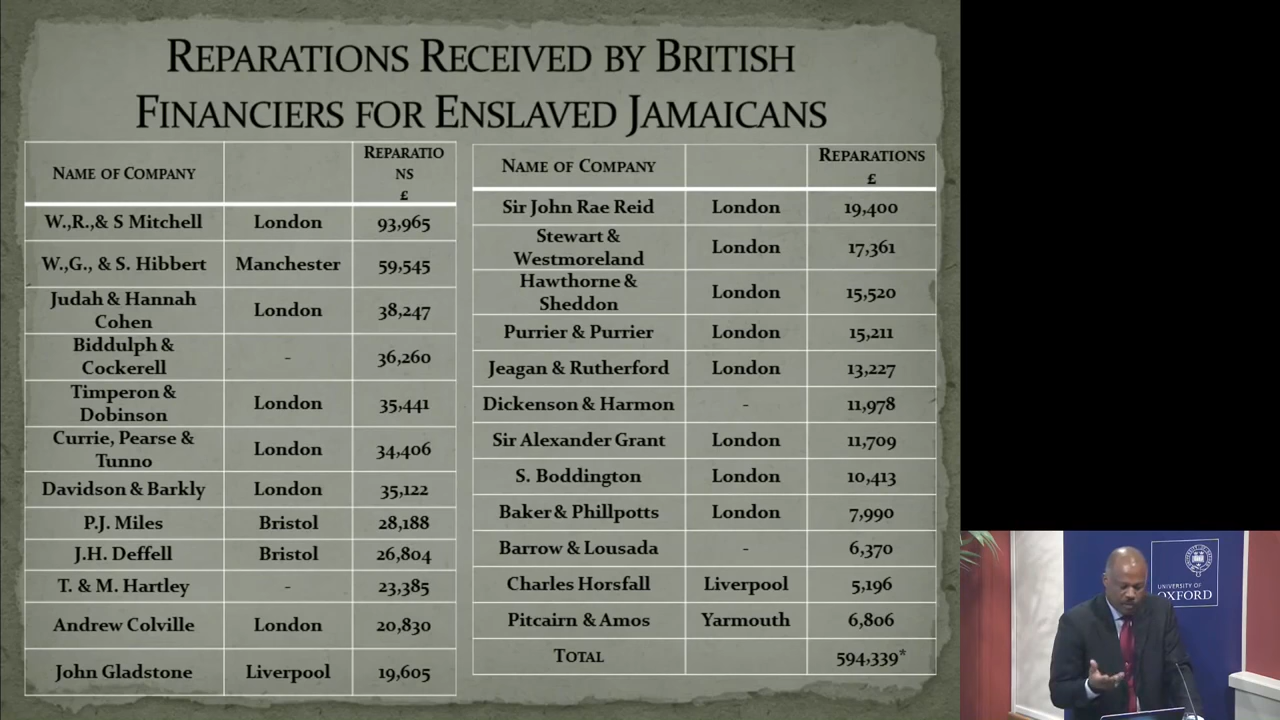 REPARATIONS RECEIVED BY BRITISH
FINANCIERS FOR ENSLAVED JAMAICANS
NAME OF COMPANY REPARATIO
NS
£
W.,R.,& S Mitchell London 93,965
W.,G., & S. Hibbert Manchester 59,545
Judah & Hannah
Cohen London 38,247
Biddulph &
Cockerell - 36,260
Timperon &
Dobinson London 35,441
Currie, Pearse &
Tunno London 34,406
Davidson & Barkly London 35,122
P.J. Miles Bristol 28,188
J.H. Deffell Bristol 26,804
T. & M. Hartley - 23,385
Andrew Colville London 20,830
John Gladstone Liverpool 19,605
NAME OF COMPANY REPARATIONS
£
Sir John Rae Reid London 19,400
Stewart &
Westmoreland London 17,361
Hawthorne &
Sheddon London 15,520
Purrier & Purrier London 15,211
Jeagan & Rutherford London 13,227
Dickenson & Harmon - 11,978
Sir Alexander Grant London 11,709
S. Boddington London 10,413
Baker & Phillpotts London 7,990
Barrow & Lousada - 6,370
Charles Horsfall Liverpool 5,196
Pitcairn & Amos Yarmouth 6,806
TOTAL 594,339*
UNIVERSITY OF
OXFORD